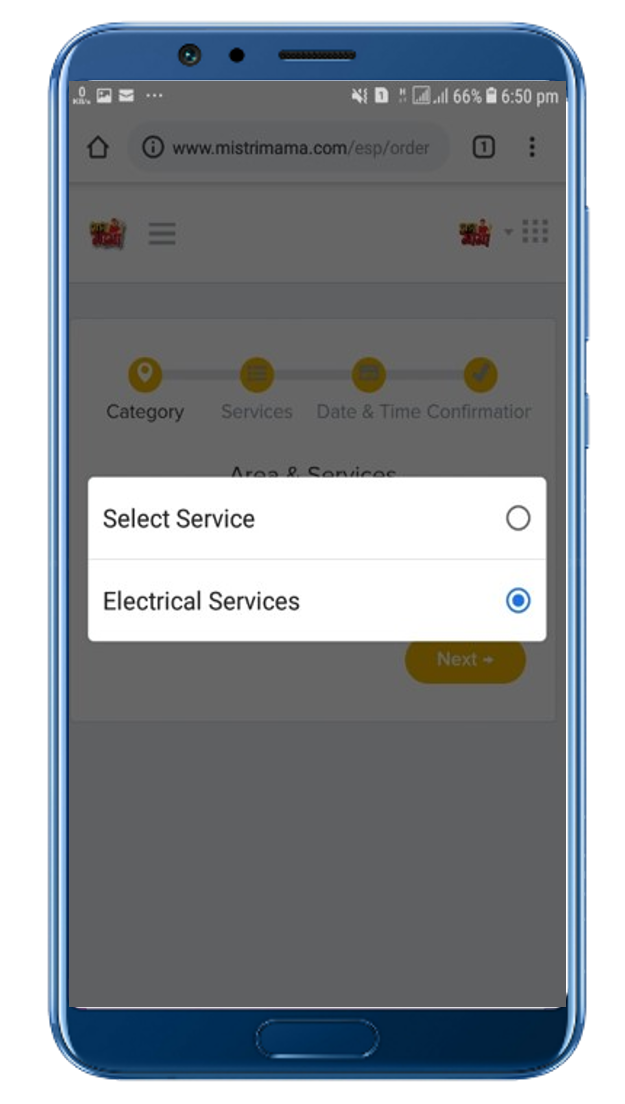 0
KB/s ... 66% 6:50 pm
www.mistrimama.com/esp/order 1
Category Services Date & Time Confirmation
Area & Services
Select Service
Electrical Services
Next